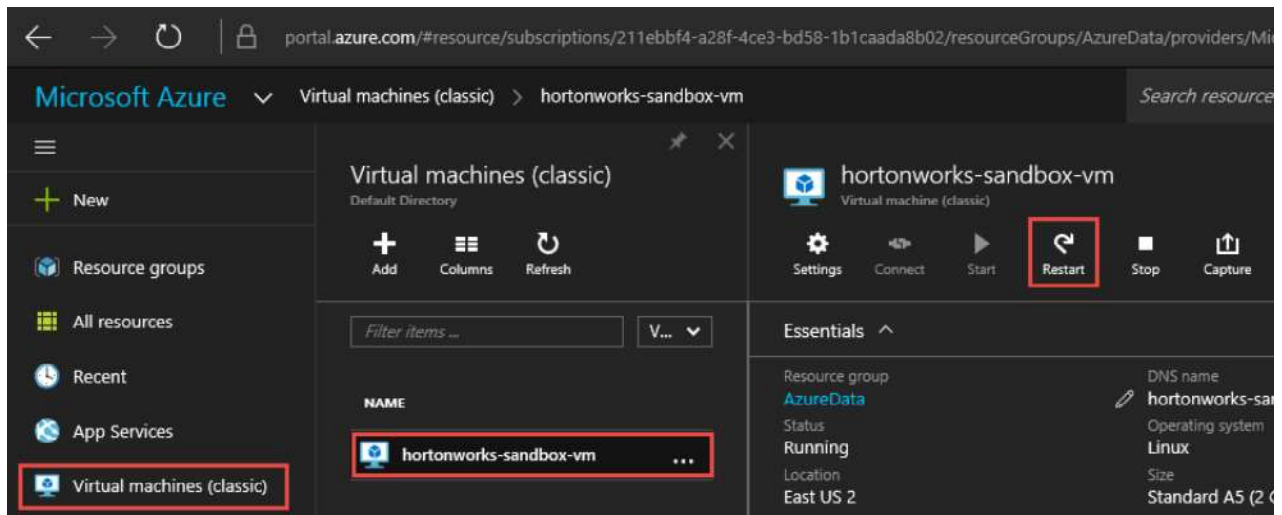 portal.azure.com/#resource/subscriptions/211ebbf4-a28f-4ce3-bd58-1b1caada8b02/resourceGroups/AzureData/providers/Mi
Microsoft Azure Virtual machines (classic) > hortonworks-sandbox-vm Search resource
New
Resource groups
All resources
Recent
App Services
Virtual machines (classic)
Virtual machines (classic)
Default Directory
Add Columns Refresh
Filter items ... V...
NAME
hortonworks-sandbox-vm ...
hortonworks-sandbox-vm
Virtual machine (classic)
Settings Connect Start Restart Stop Capture
Essentials
Resource group
AzureData
Status
Running
Location
East US 2
DNS name
hortonworks-sa
Operating system
Linux
Size
Standard A5 (2